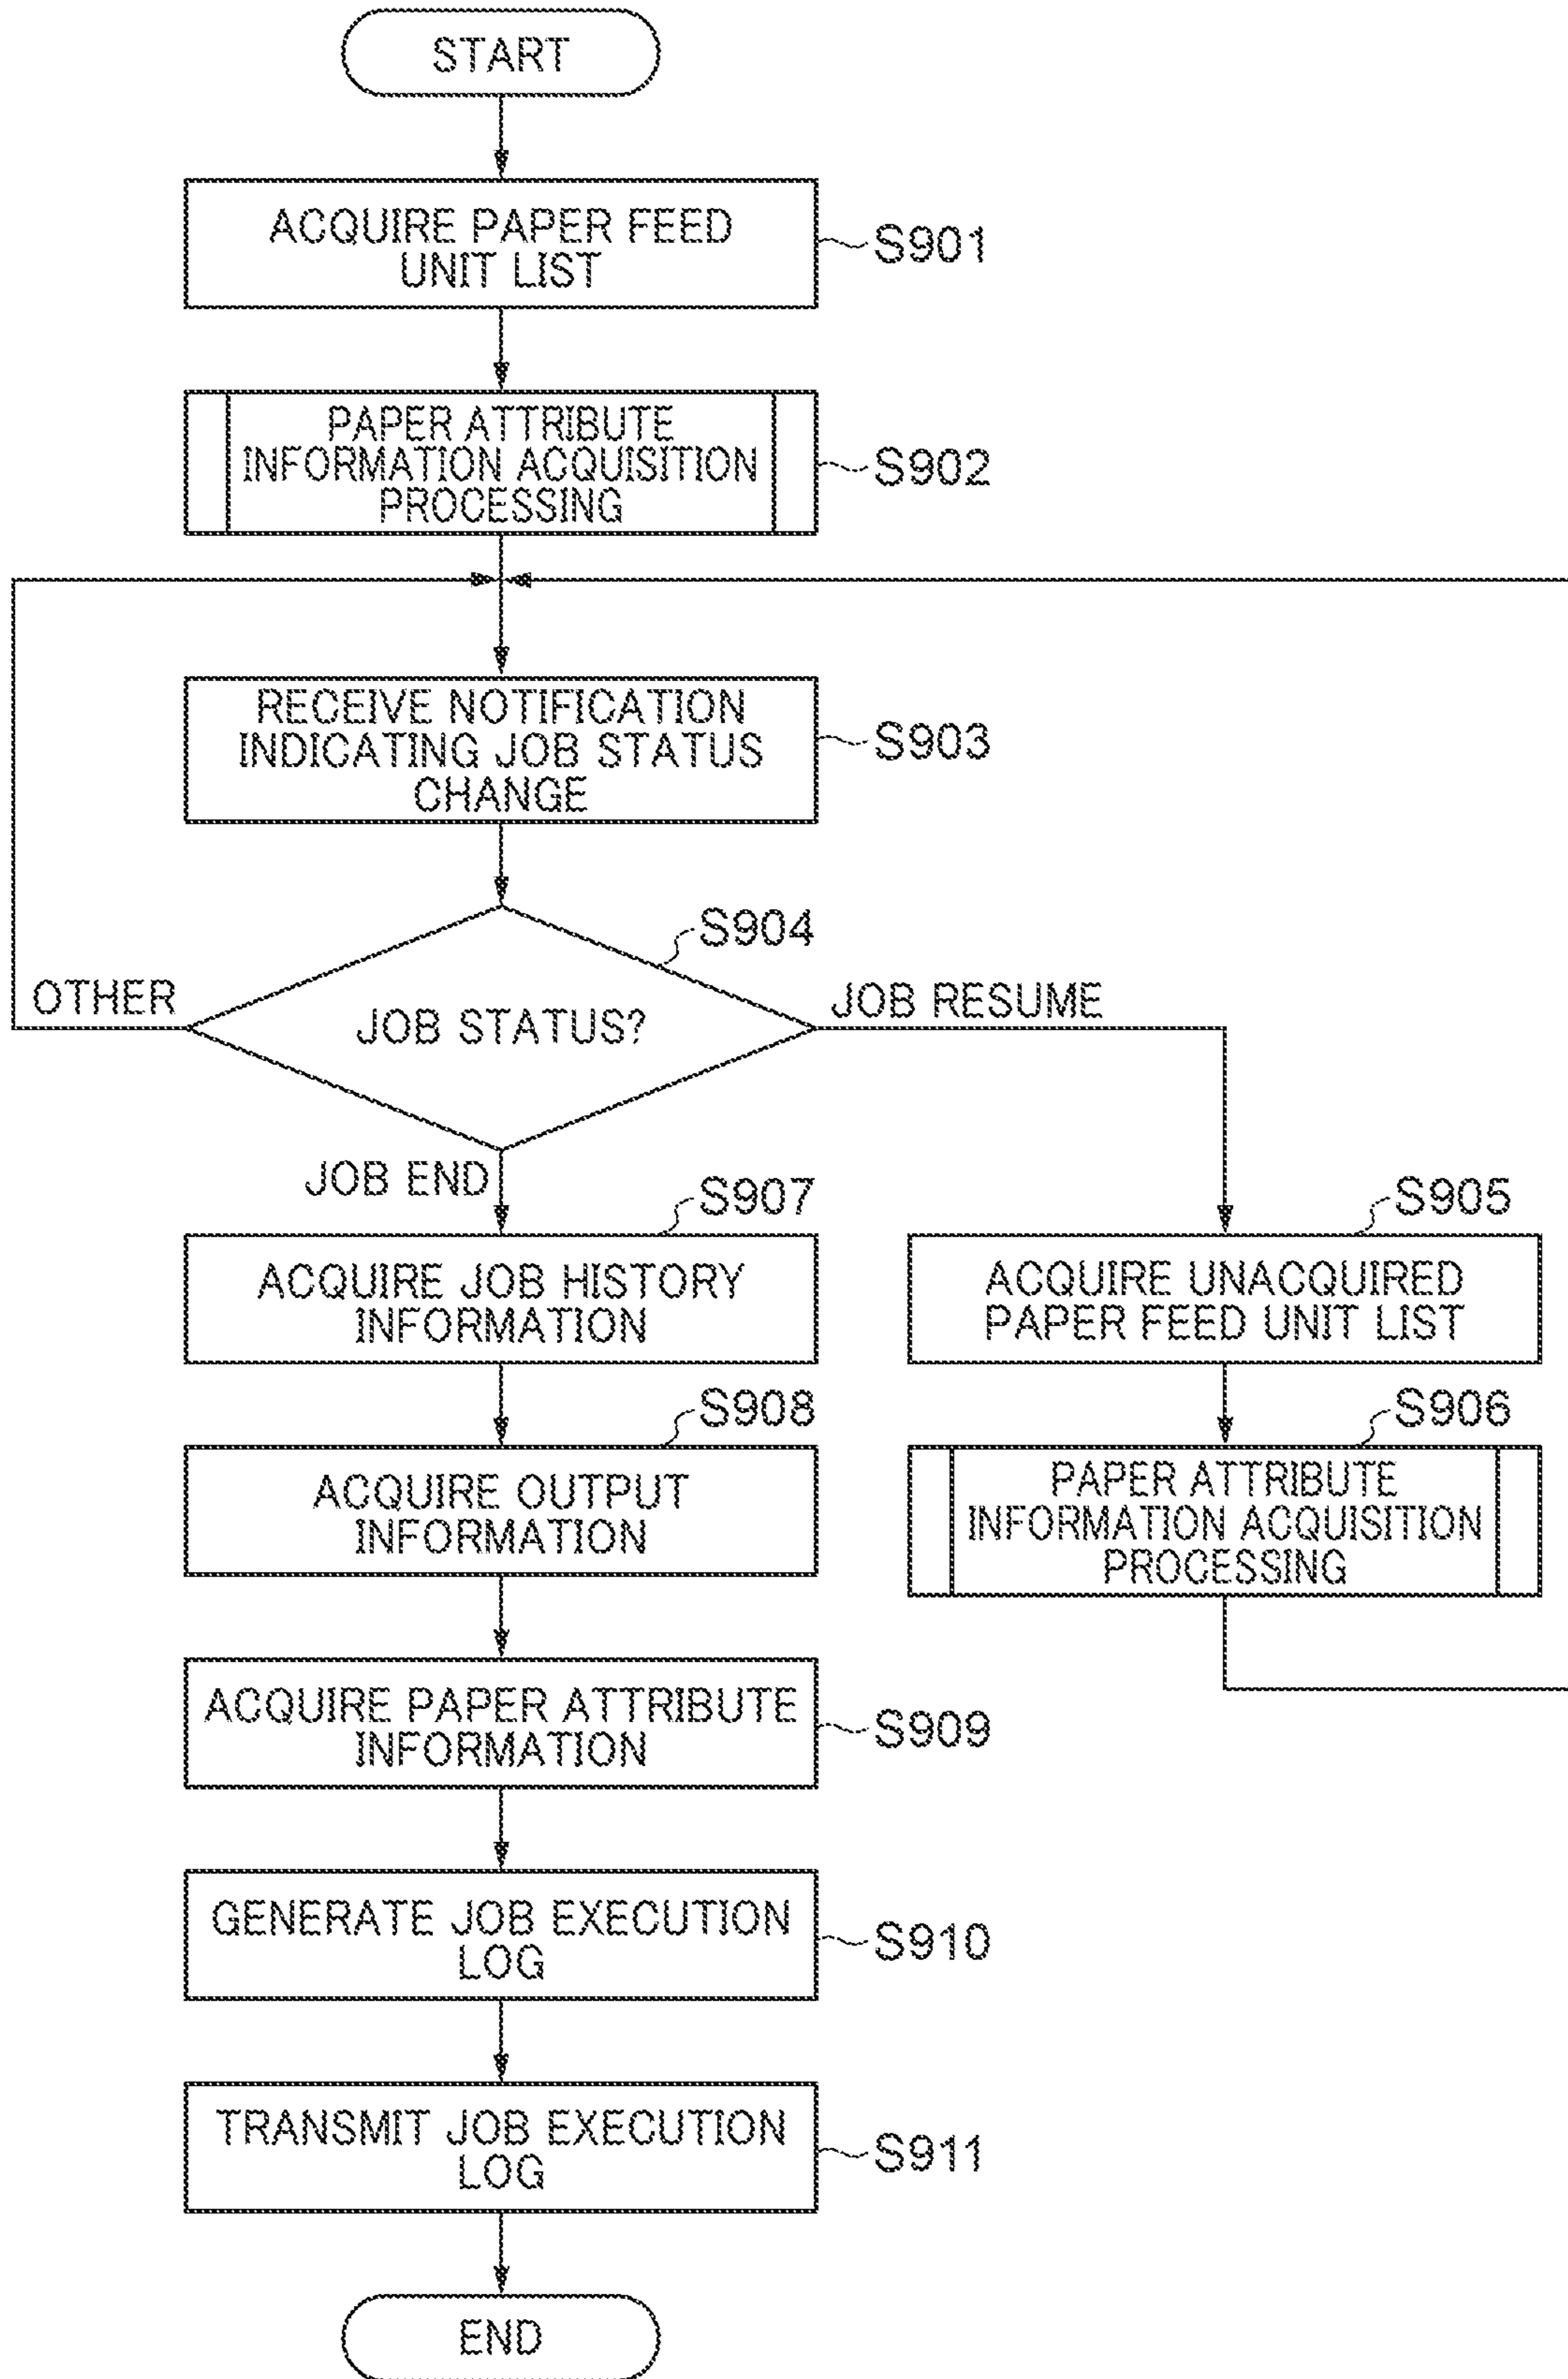 START
ACQUIRE PAPER FEED
UNIT LIST
S901
PAPER ATTRIBUTE
INFORMATION ACQUISITION
PROCESSING
S902
RECEIVE NOTIFICATION
INDICATING JOB STATUS
CHANGE
S903
S904
OTHER
JOB STATUS?
JOB RESUME
JOB END
S907
ACQUIRE JOB HISTORY
INFORMATION
S905
ACQUIRE UNACQUIRED
PAPER FEED UNIT LIST
S908
ACQUIRE OUTPUT
INFORMATION
S906
PAPER ATTRIBUTE
INFORMATION ACQUISITION
PROCESSING
ACQUIRE PAPER ATTRIBUTE
INFORMATION
S909
GENERATE JOB EXECUTION
LOG
S910
TRANSMIT JOB EXECUTION
LOG
S911
END